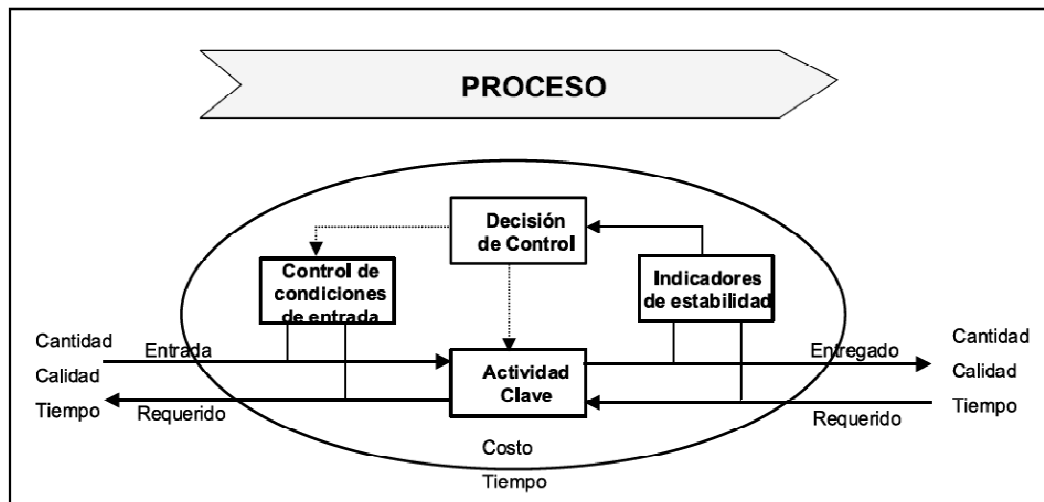 PROCESO
Decisión
de Control
Control de
condiciones
de entrada
Indicadores
de estabilidad
Cantidad
Calidad
Tiempo
Entrada
Requerido
Actividad
Clave
Entregado
Requerido
Cantidad
Calidad
Tiempo
Costo
Tiempo